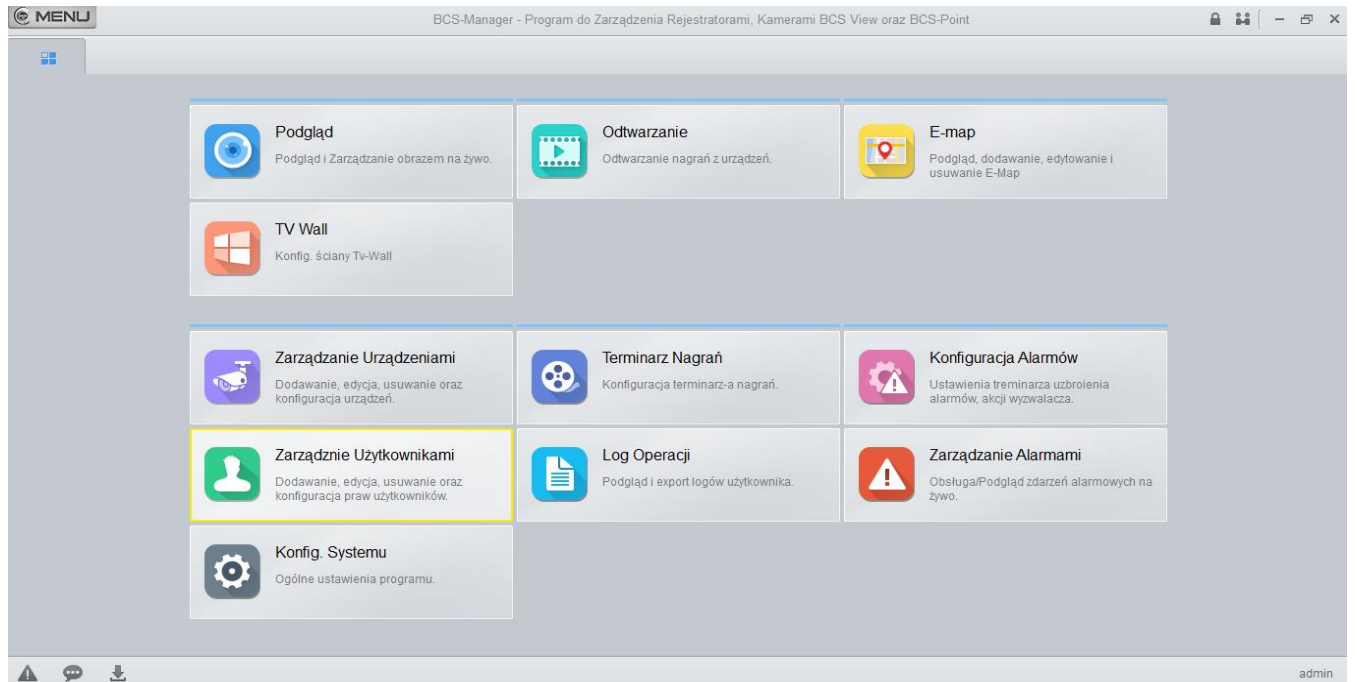 MENU
BCS-Manager - Program do Zarządzenia Rejestratorami, Kamerami BCS View oraz BCS-Point
Podgląd
Podgląd i Zarządzanie obrazem na żywo.
Odtwarzanie
Odtwarzanie nagrań z urządzeń.
E-map
Podgląd, dodawanie, edytowanie i
usuwanie E-Map
TV Wall
Konfig. ściany Tv-Wall
Zarządzanie Urządzeniami
Dodawanie, edycja, usuwanie oraz
konfiguracja urządzeń.
Terminarz Nagrań
Konfiguracja terminarz-a nagrań.
Konfiguracja Alarmów
Ustawienia treminarza uzbroienia
alarmów, akcji wyzwalacza.
Zarządznie Użytkownikami
Dodawanie, edycja, usuwanie oraz
konfiguracja praw użytkowników.
Log Operacji
Podgląd i export logów użytkownika.
Zarządzanie Alarmami
Obsługa/Podgląd zdarzeń alarmowych na
żywo.
Konfig. Systemu
Ogólne ustawienia programu.
admin